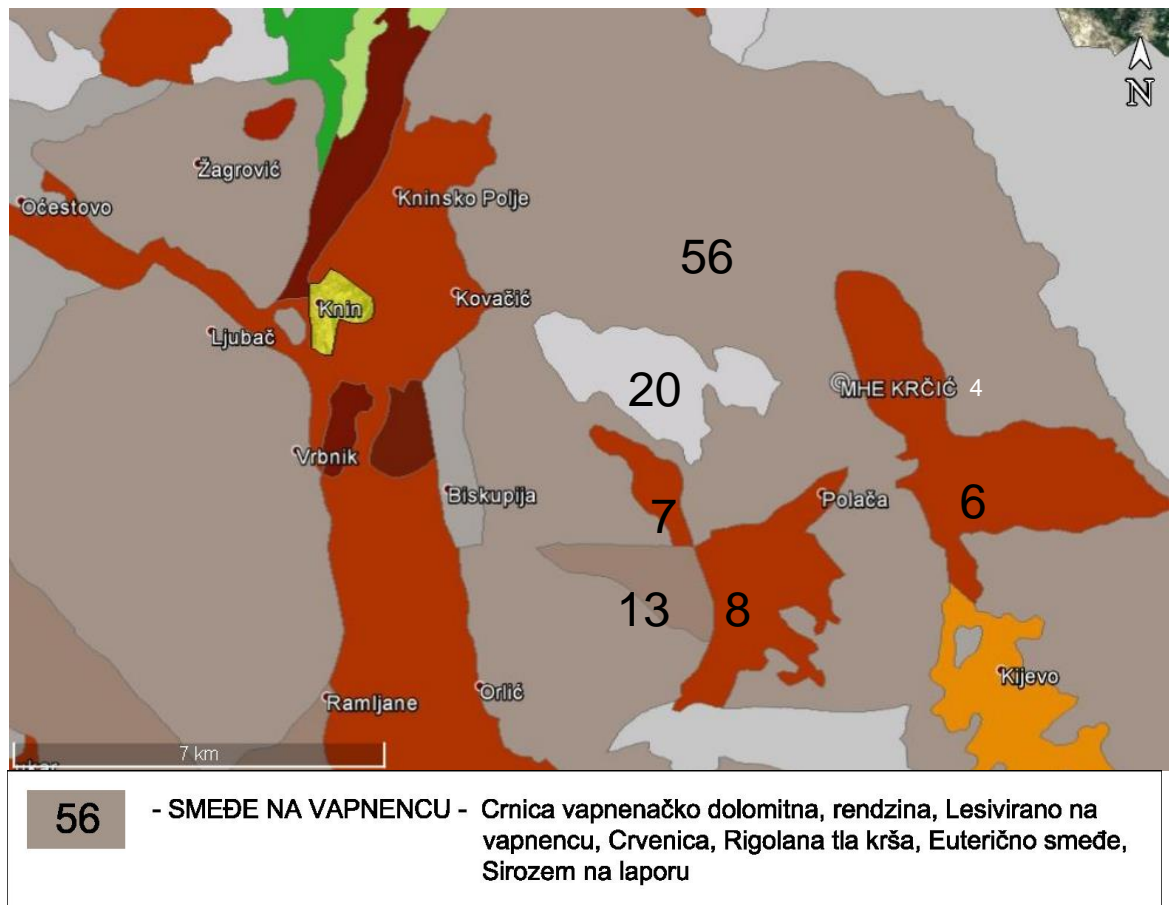 N
Žagrović
Očestovo
Kninsko Polje
56
Knin
Kovačić
Ljubač
20
MHE KRČIĆ 4
Vrbnik
Biskupija
7
Polača
6
13
8
Kijevo
Ramljane
Orlić
7 km
56
- SMEĐE NA VAPNENCU - Crnica vapnenačko dolomitna, rendzina, Lesivirano na
vapnencu, Crvenica, Rigolana tla krša, Euterično smeđe,
Sirozem na laporu